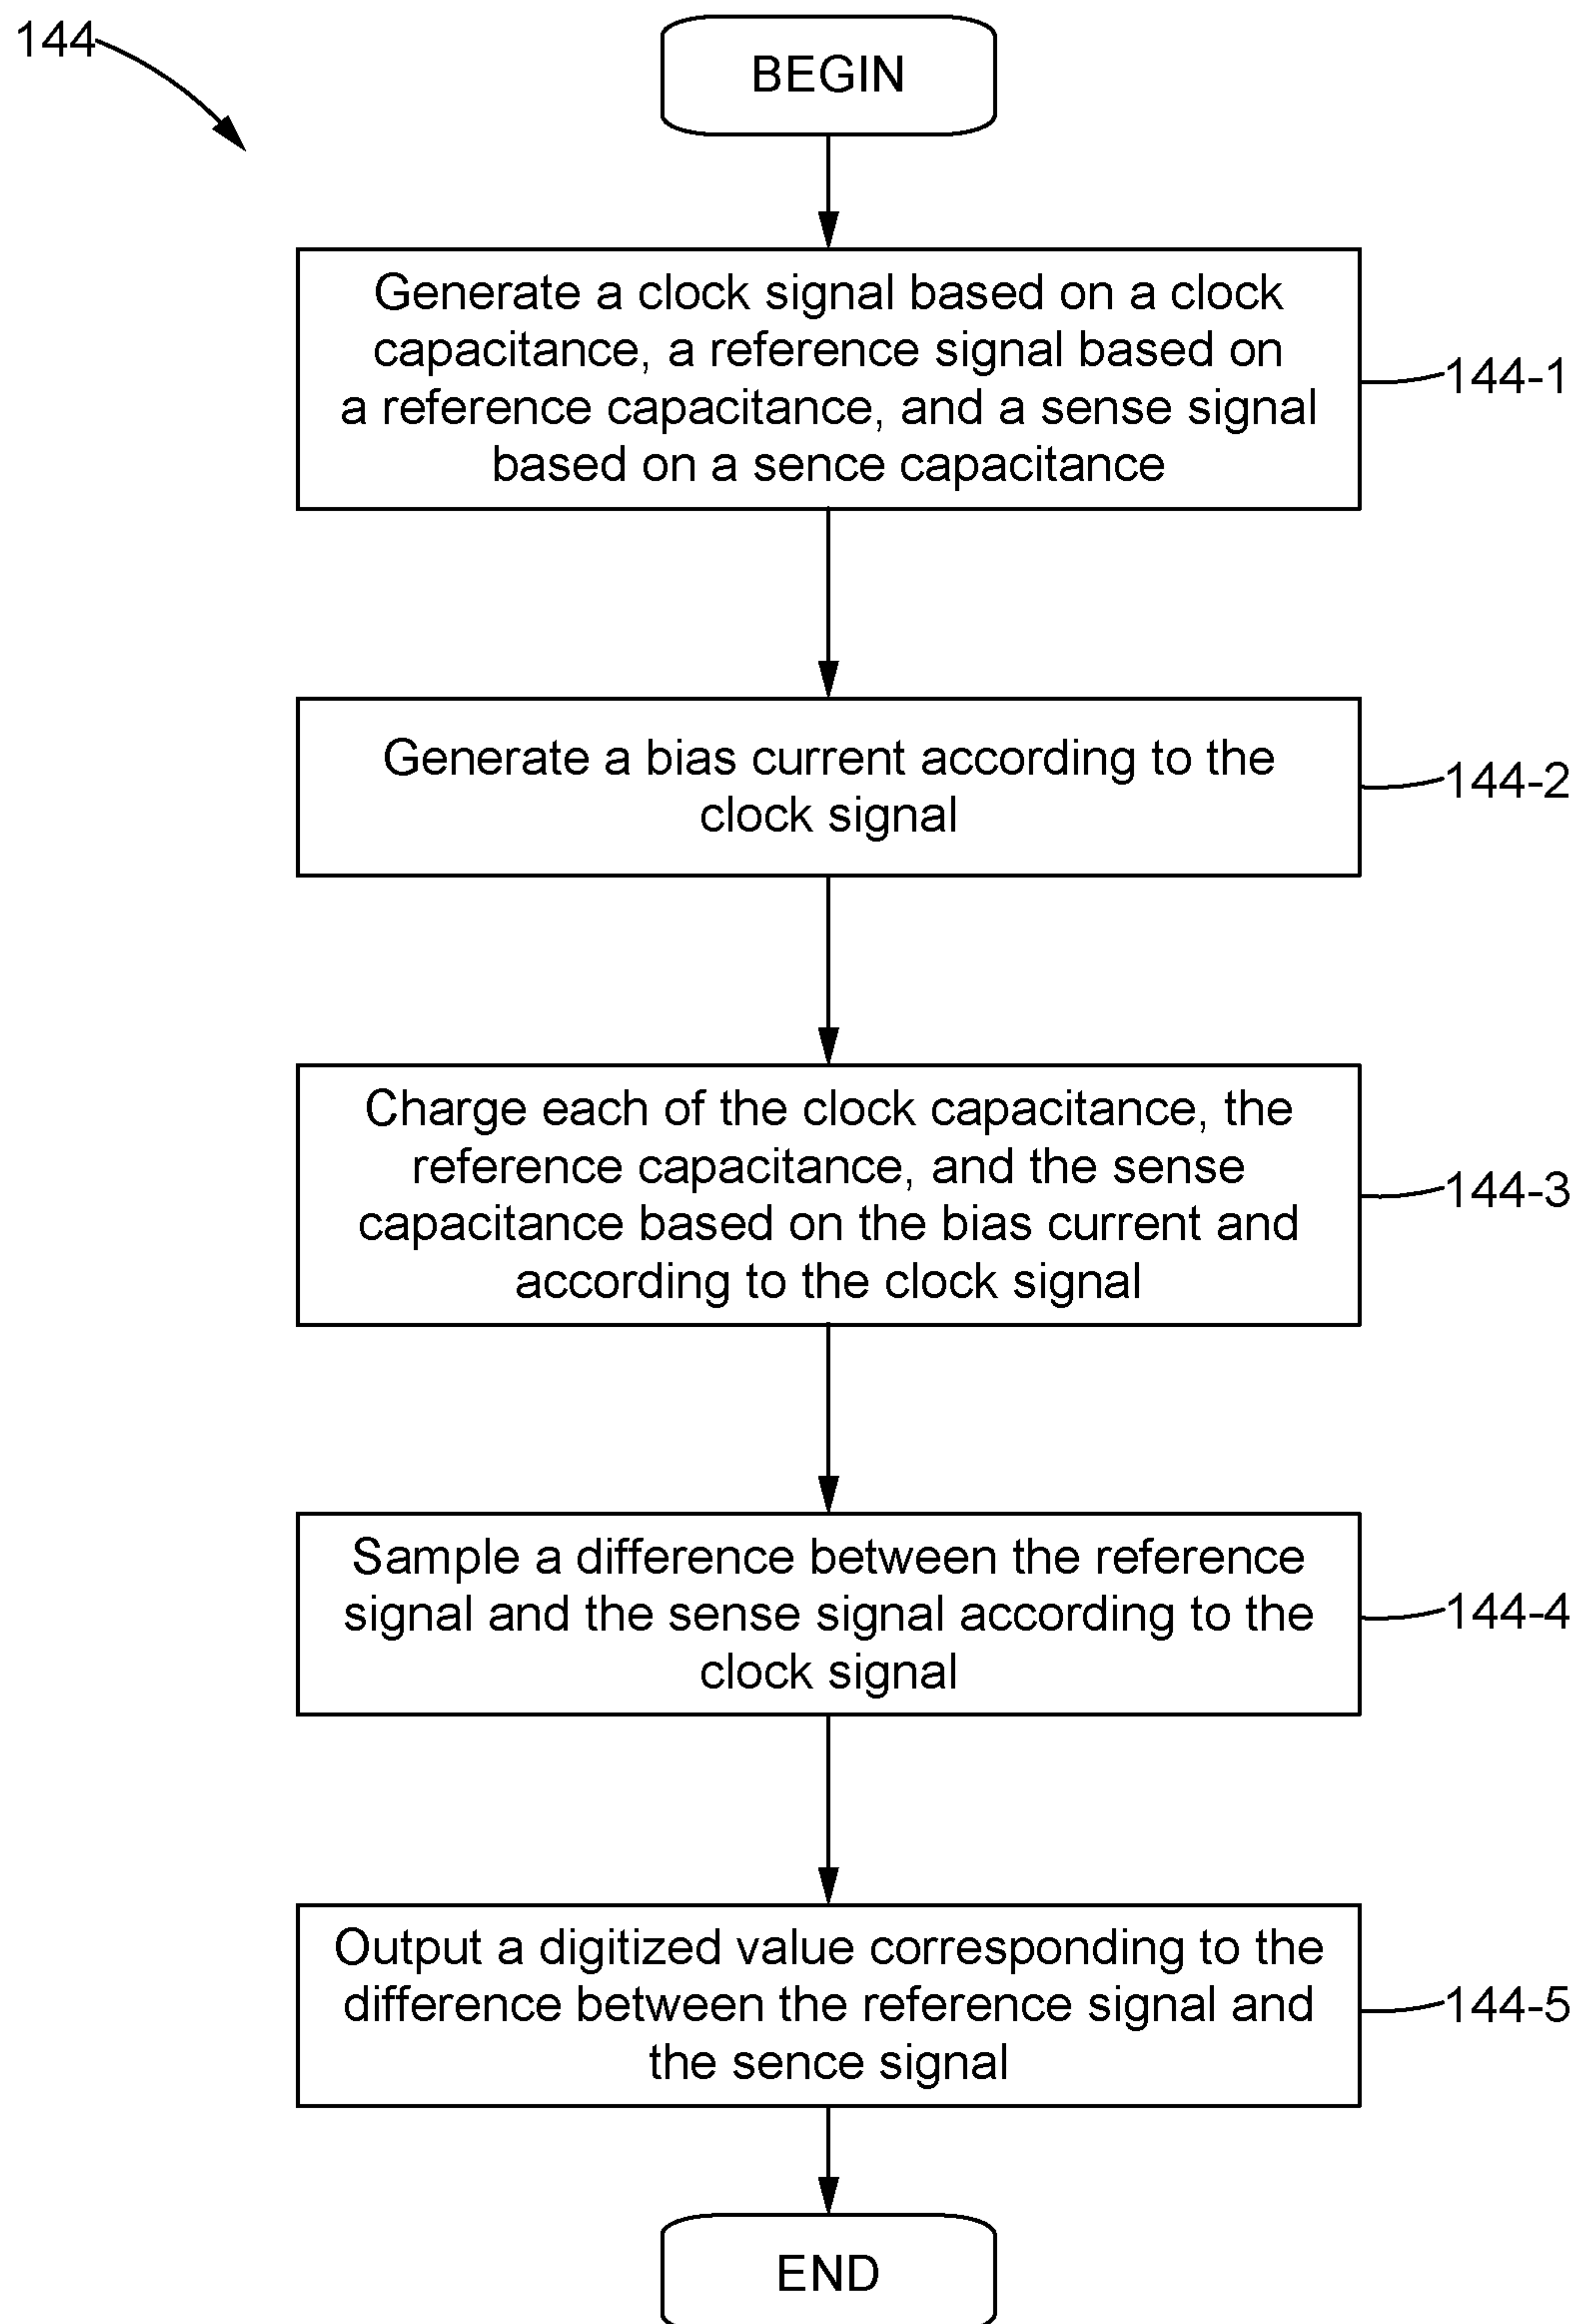 144
BEGIN
Generate a clock signal based on a clock
capacitance, a reference signal based on
a reference capacitance, and a sense signal
based on a sence capacitance
144-1
Generate a bias current according to the
clock signal
144-2
Charge each of the clock capacitance, the
reference capacitance, and the sense
capacitance based on the bias current and
according to the clock signal
144-3
Sample a difference between the reference
signal and the sense signal according to the
clock signal
144-4
Output a digitized value corresponding to the
difference between the reference signal and
the sence signal
144-5
END